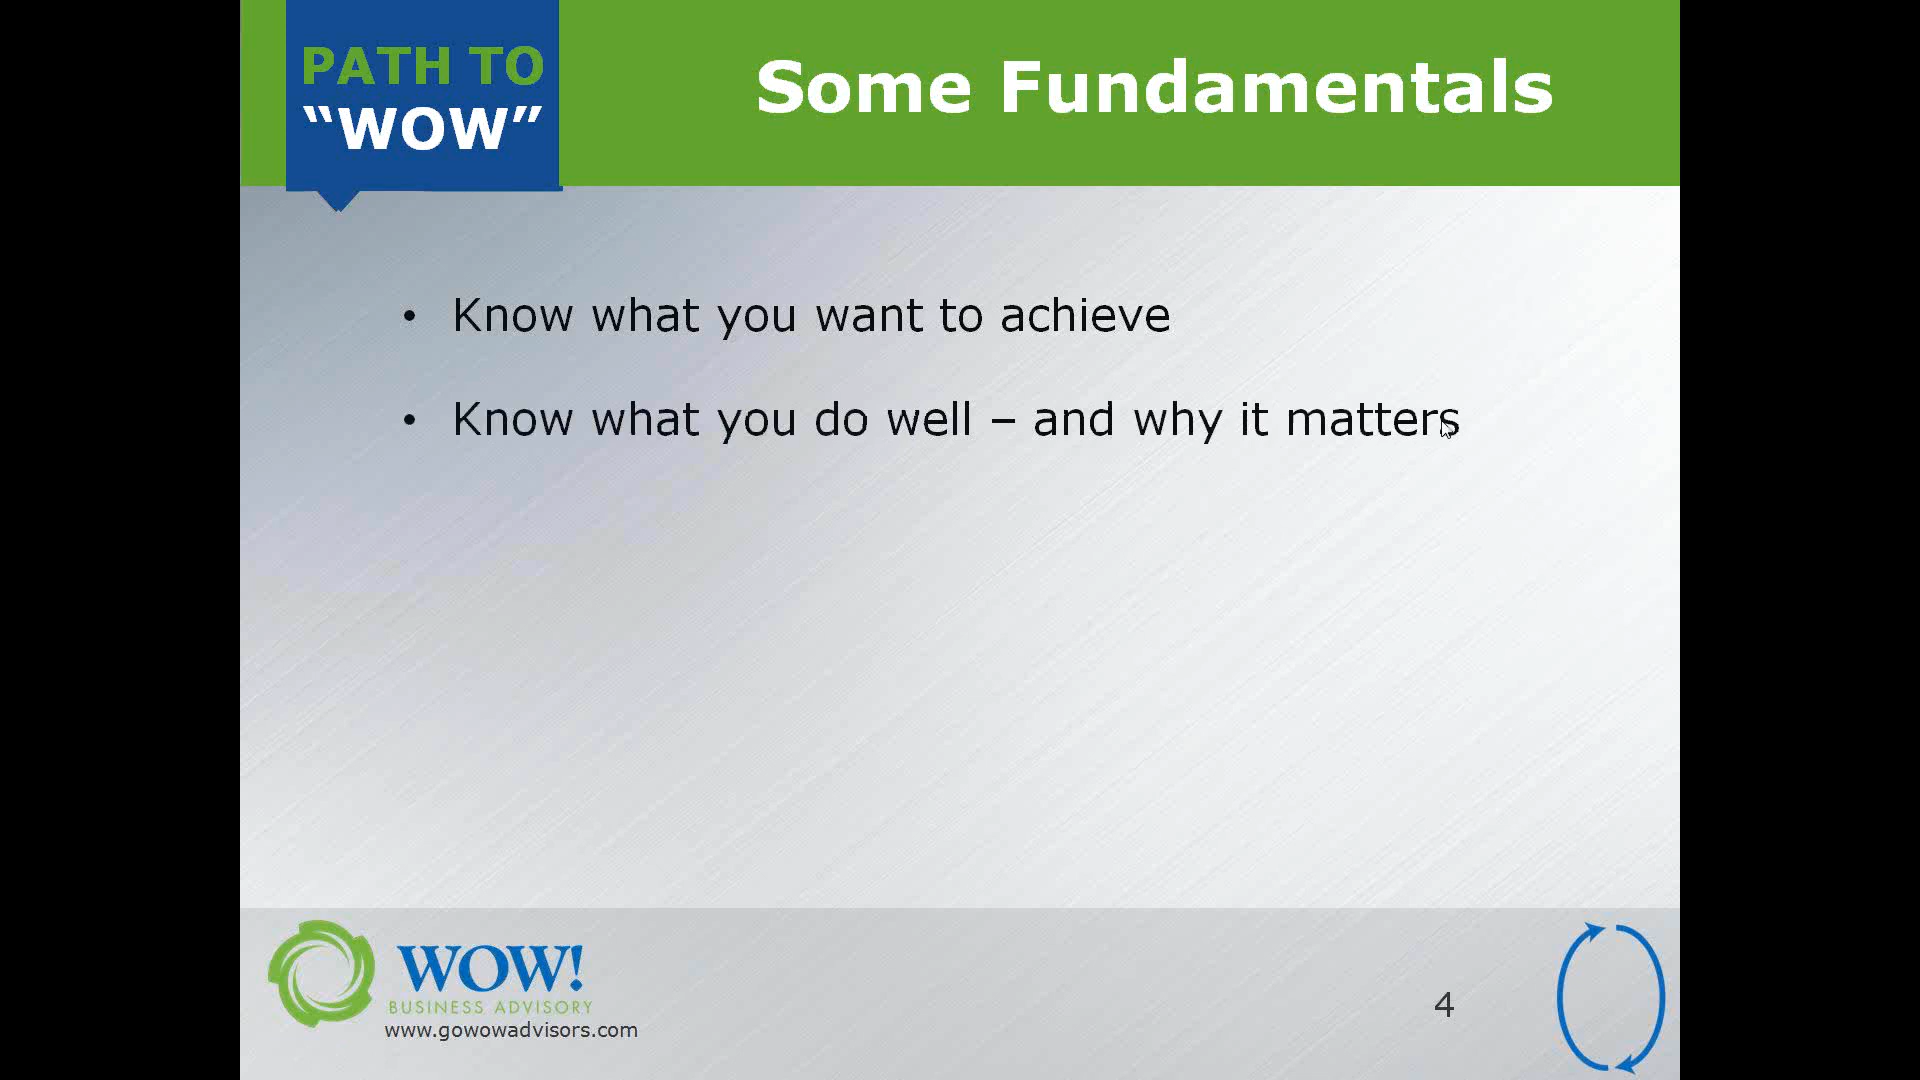 PATH TO
“WOW”
Some Fundamentals
• Know what you want to achieve
• Know what you do well – and why it matters
WOW!
BUSINESS ADVISORY
www.gowowadvisors.com
4